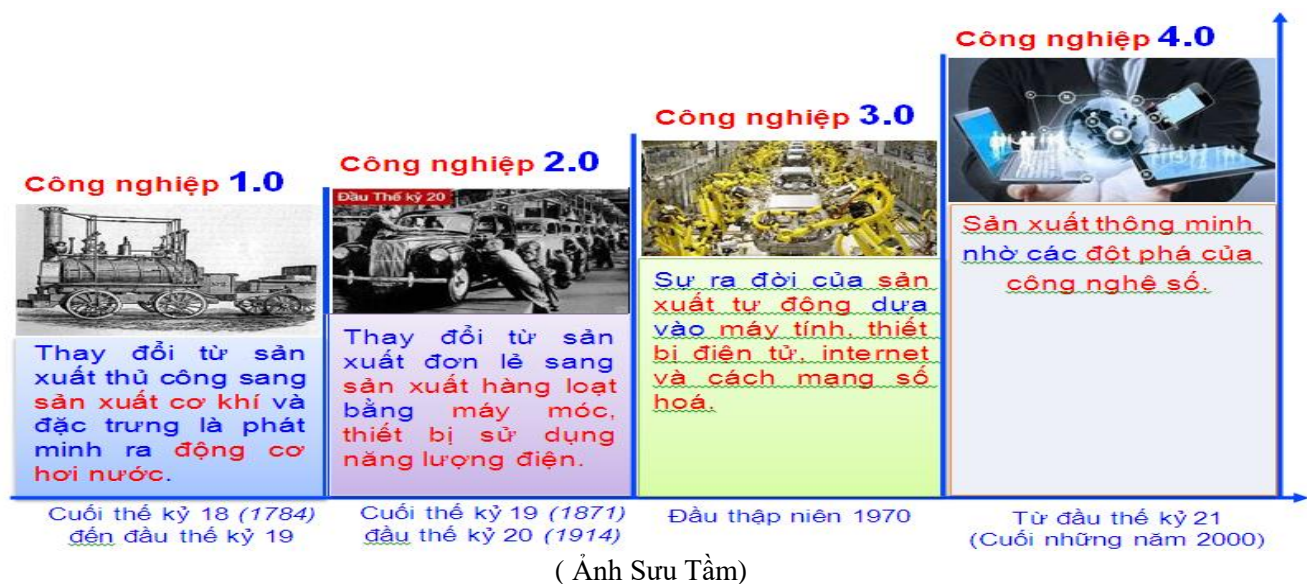 Công nghiệp 1.0
Thay đổi từ sản
xuất thủ công sang
sản xuất cơ khí và
đặc trưng là phát
minh ra động cơ
hơi nước.
Cuối thế kỷ 18 (1784)
đến đầu thế kỷ 19
Công nghiệp 2.0
Đầu Thế kỷ 20
Thay đổi từ sản
xuất đơn lẻ sang
sản xuất hàng loạt
bằng máy móc,
thiết bị sử dụng
năng lượng điện.
Cuối thế kỷ 19 (1871)
đầu thế kỷ 20 (1914)
Công nghiệp 3.0
Sự ra đời của sản
xuất tự động dựa
vào máy tính, thiết
bị điện tử, internet
và cách mạng số
hoá.
Đầu thập niên 1970
Công nghiệp 4.0
Sản xuất thông minh
nhờ các đột phá của
công nghệ số.
Từ đầu thế kỷ 21
(Cuối những năm 2000)
( Ảnh Sưu Tầm)